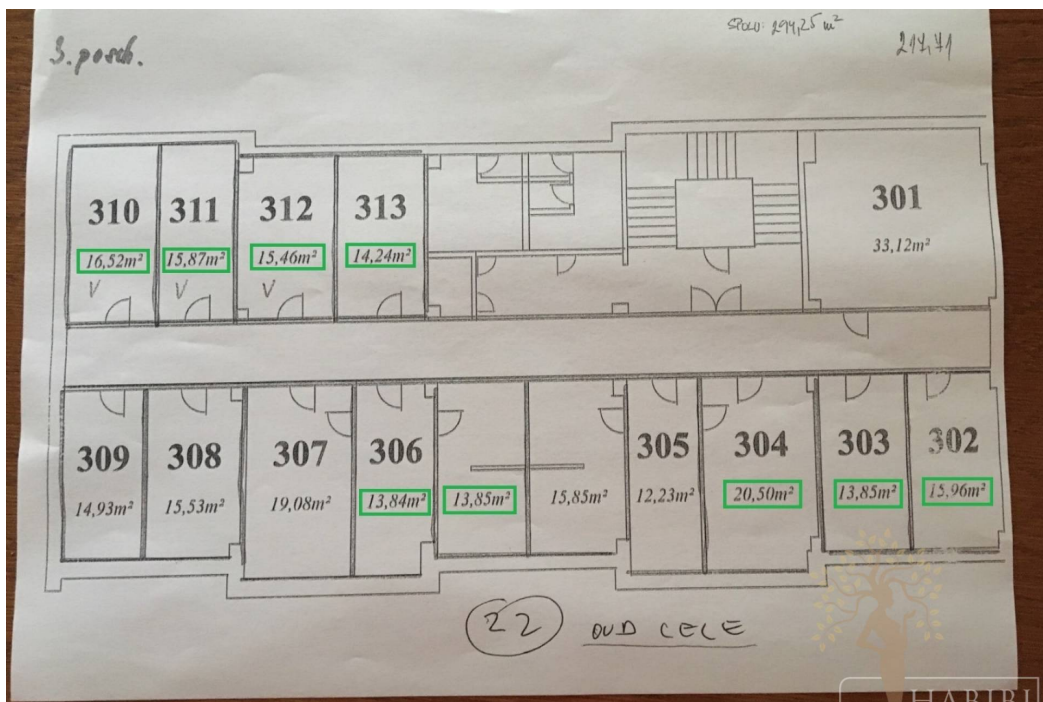 3. posch.
SPOLU: 294,25 m²
217,71
310
16,52m²
V
311
15,87m²
V
312
15,46m²
V
313
14,24m²
301
33,12m²
309
14,93m²
308
15,53m²
307
19,08m²
306
13,84m²
13,85m²
15,85m²
305
12,23m²
304
20,50m²
303
13,85m²
302
15,96m²
22
OUD CELE
HABIBI